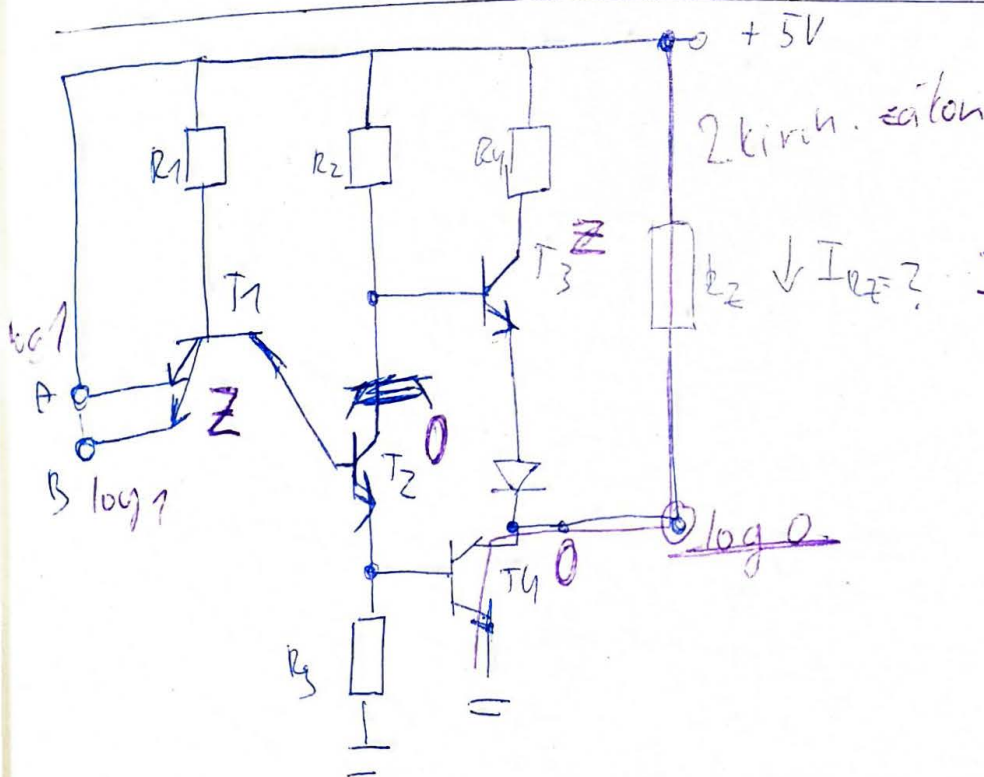 + 5V
2. kirch. zákon
R1
R2
R4
T1
T3
Z
Rz ↓ I Rz = ?
log 1
A
Z
0
B log 1
T2
log 0
T4
0
R3